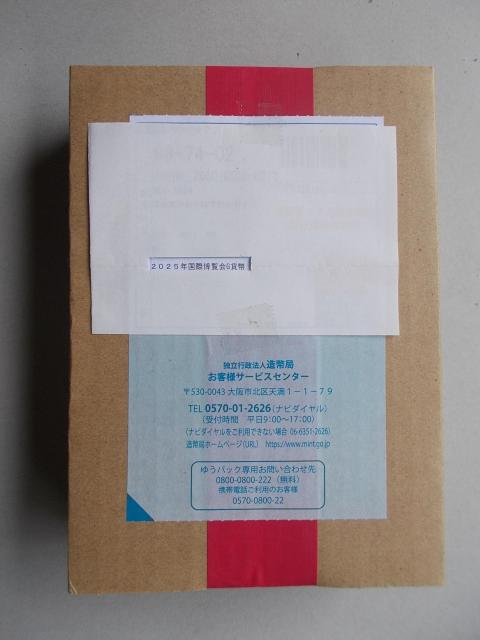 2025年国際博覧会G貨幣
独立行政法人造幣局
お客様サービスセンター
〒530-0043 大阪市北区天満1-1-79
TEL 0570-01-2626(ナビダイヤル)
(受付時間 平日9:00~17:00)
(ナビダイヤルをご利用できない場合 06-6351-2626)
造幣局ホームページ(URL) https://www.mint.go.jp
ゆうパック専用お問い合わせ先
0800-0800-222 (無料)
携帯電話ご利用のお客様
0570-0800-22